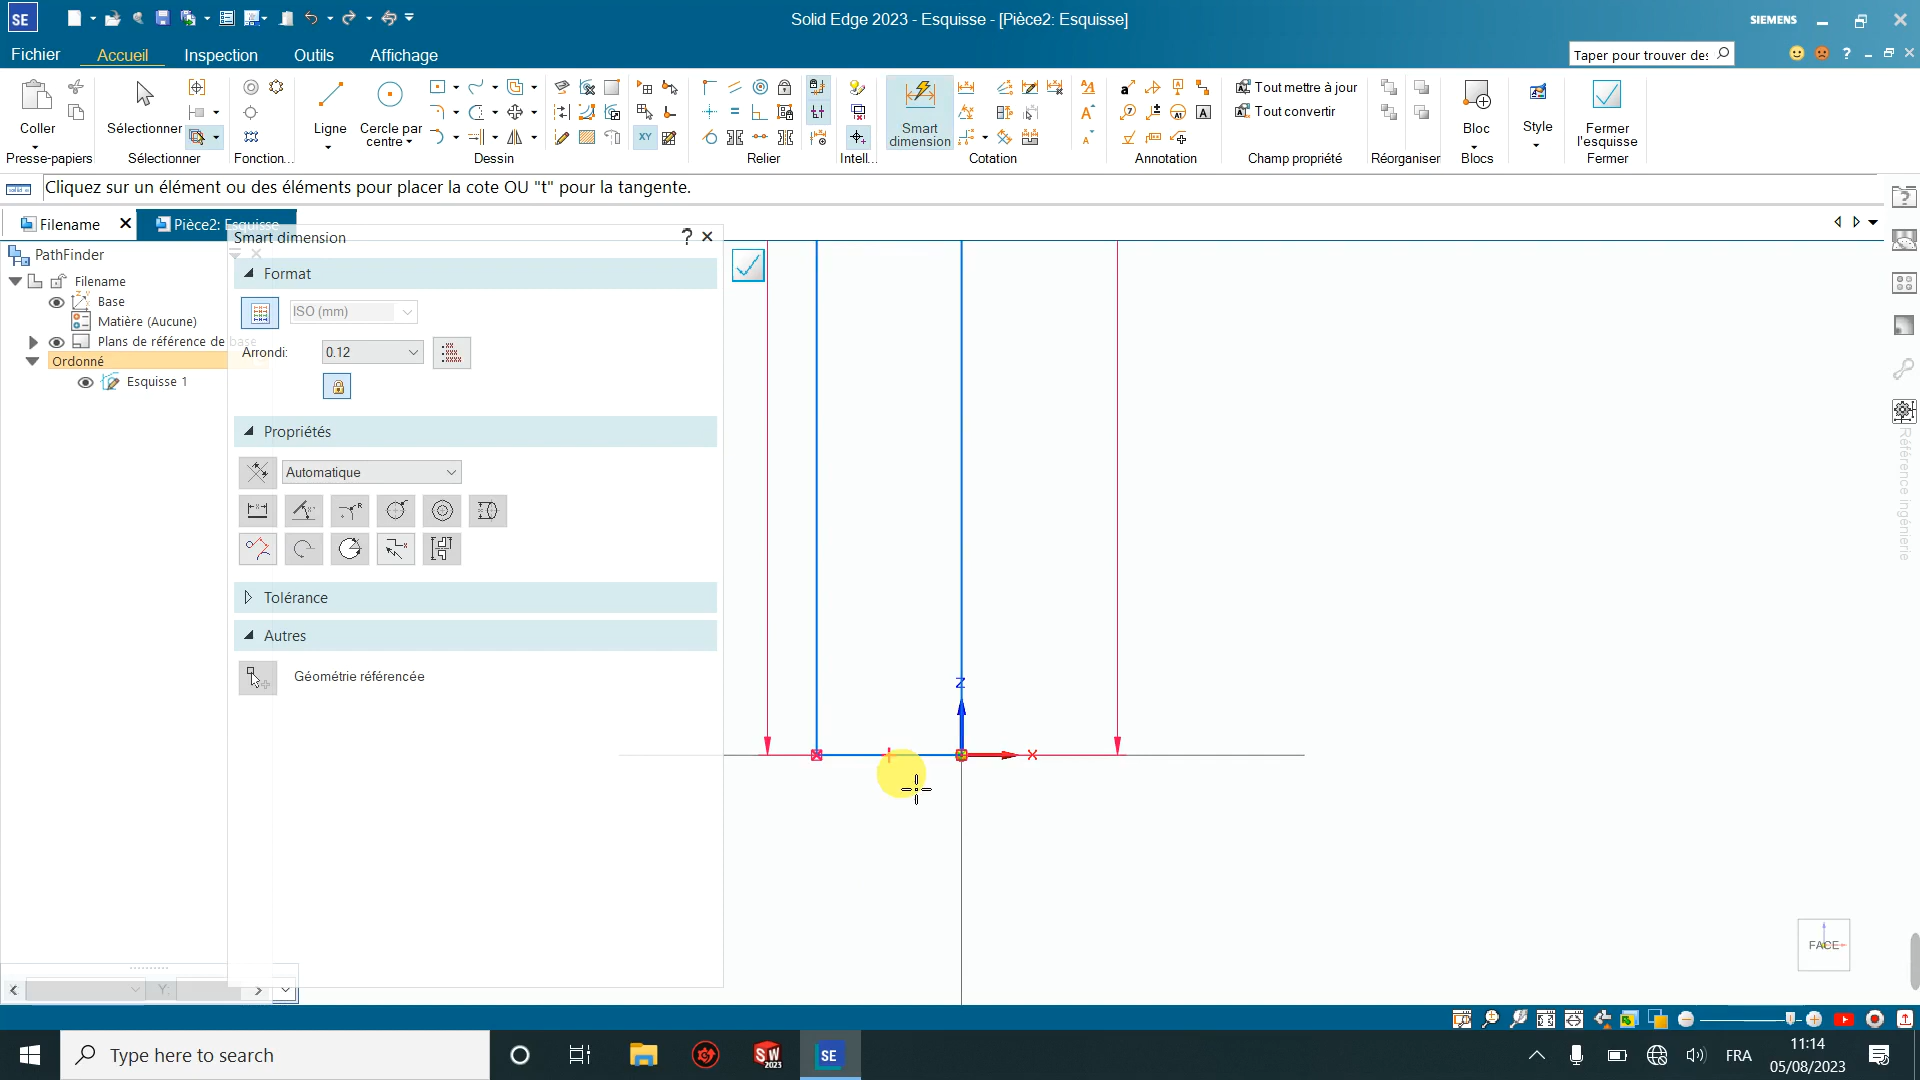 SE
Solid Edge 2023 - Esquisse - [Pièce2: Esquisse]
SIEMENS
Fichier
Accueil
Inspection
Outils
Affichage
Taper pour trouver des
Coller
Sélectionner
Ligne
Cercle par
centre
XY
Smart
dimension
Tout mettre à jour
Tout convertir
Bloc
Style
Fermer
l'esquisse
Presse-papiers
Sélectionner
Fonction...
Dessin
Relier
Intell...
Cotation
Annotation
Champ propriété
Réorganiser
Blocs
Fermer
Cliquez sur un élément ou des éléments pour placer la cote OU "t" pour la tangente.
Filename
Pièce2: Esquisse
PathFinder
Filename
Base
Matière (Aucune)
Plans de référence de base
Ordonné
Esquisse 1
Smart dimension
Format
ISO (mm)
Arrondi:
0.12
Propriétés
Automatique
Tolérance
Autres
Géométrie référencée
Z
X
Référence ingénierie
FACE
Y:
Type here to search
SW
2023
SE
FRA
11:14
05/08/2023